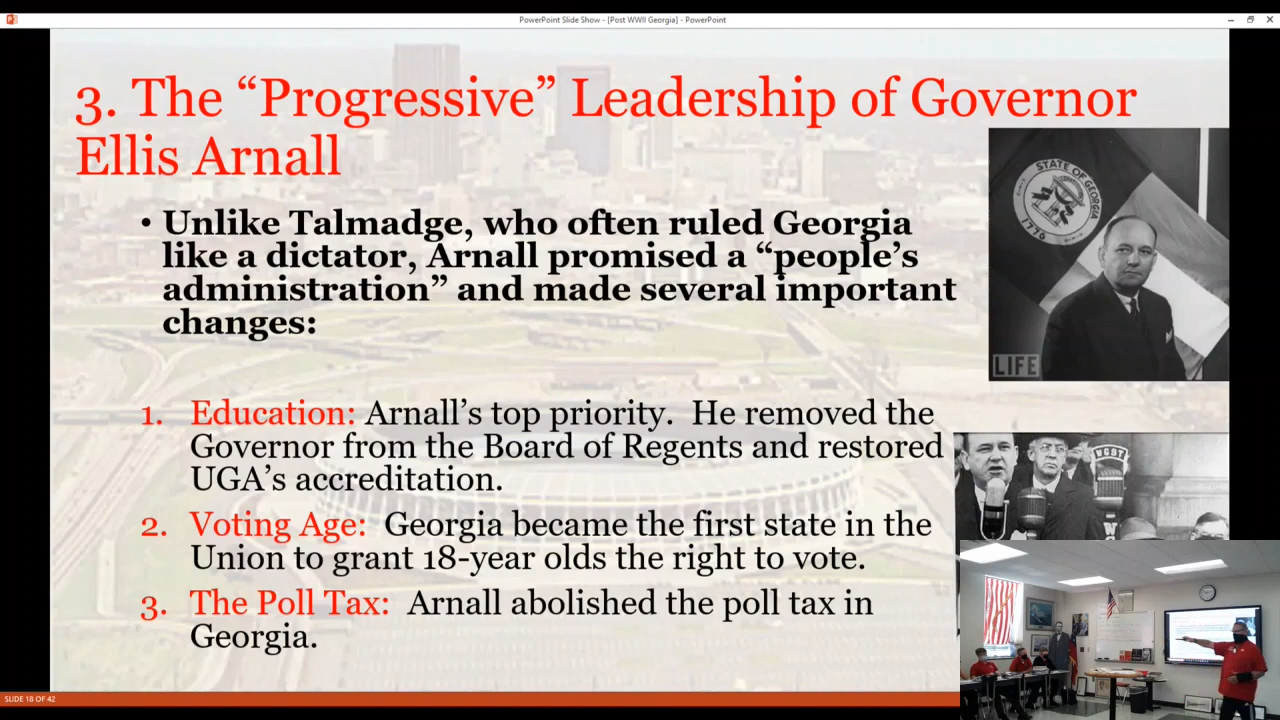 PowerPoint Slide Show - [Post WWII Georgia] - PowerPoint
3. The “Progressive” Leadership of Governor
Ellis Arnall
• Unlike Talmadge, who often ruled Georgia
like a dictator, Arnall promised a “people’s
administration” and made several important
changes:
STATE OF GEORGIA
1776
LIFE
1. Education: Arnall’s top priority. He removed the
Governor from the Board of Regents and restored
UGA’s accreditation.
WGST
2. Voting Age: Georgia became the first state in the
Union to grant 18-year olds the right to vote.
3. The Poll Tax: Arnall abolished the poll tax in
Georgia.
SLIDE 18 OF 42